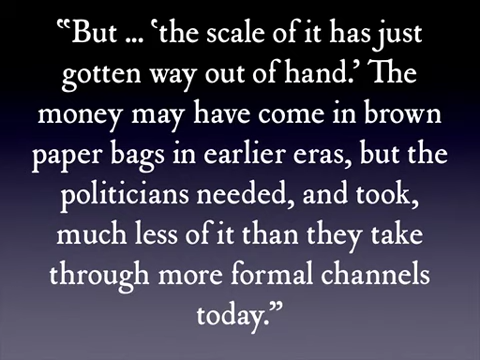 “But ... ‘the scale of it has just
gotten way out of hand.’ The
money may have come in brown
paper bags in earlier eras, but the
politicians needed, and took,
much less of it than they take
through more formal channels
today.”